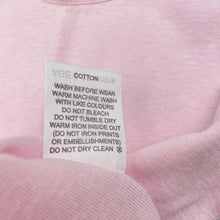 AGE COTTON
WASH BEFORE WEAR
WARM MACHINE WASH
WITH LIKE COLOURS
DO NOT BLEACH
DO NOT TUMBLE DRY
WARM IRON INSIDE OUT
(DO NOT IRON PRINTS
OR EMBELLISHMENTS)
DO NOT DRY CLEAN